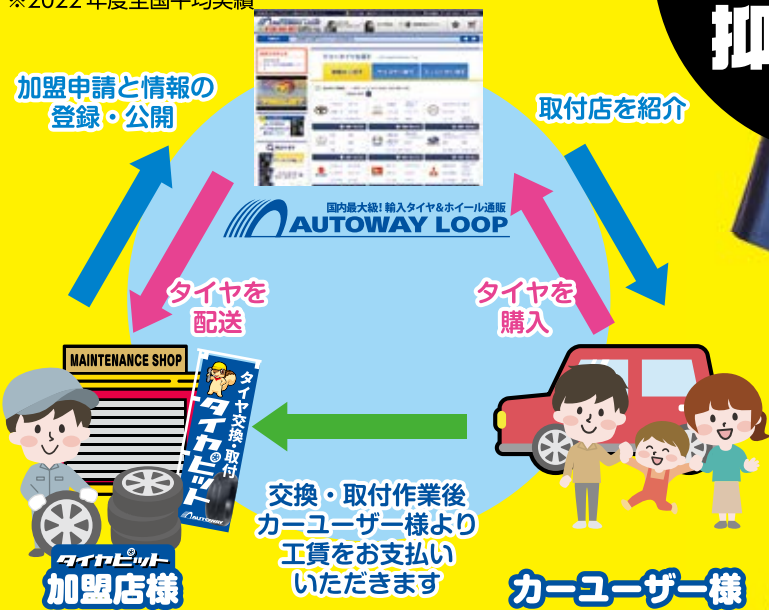 ※2022年度全国平均実績
抑
AUTOWAY LOOP
加盟申請と情報の
登録・公開
取付店を紹介
国内最大級!輸入タイヤ&ホイール通販
AUTOWAY LOOP
タイヤを
配送
タイヤを
購入
MAINTENANCE SHOP
タイヤ交換・取付
タイヤピット
AUTOWAY
交換・取付作業後
カーユーザー様より
工賃をお支払い
いただきます
タイヤピット
加盟店様
カーユーザー様